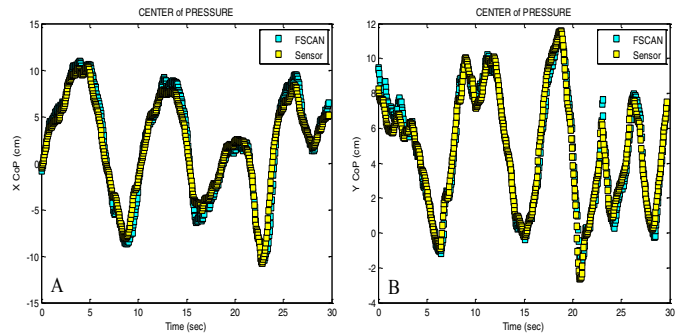 CENTER of PRESSURE
15
10
5
0
-5
-10
-15
X CoP (cm)
FSCAN
Sensor
A
0 5 10 15 20 25 30
Time (sec)
CENTER of PRESSURE
12
10
8
6
4
2
0
-2
-4
Y CoP (cm)
FSCAN
Sensor
B
0 5 10 15 20 25 30
Time (sec)